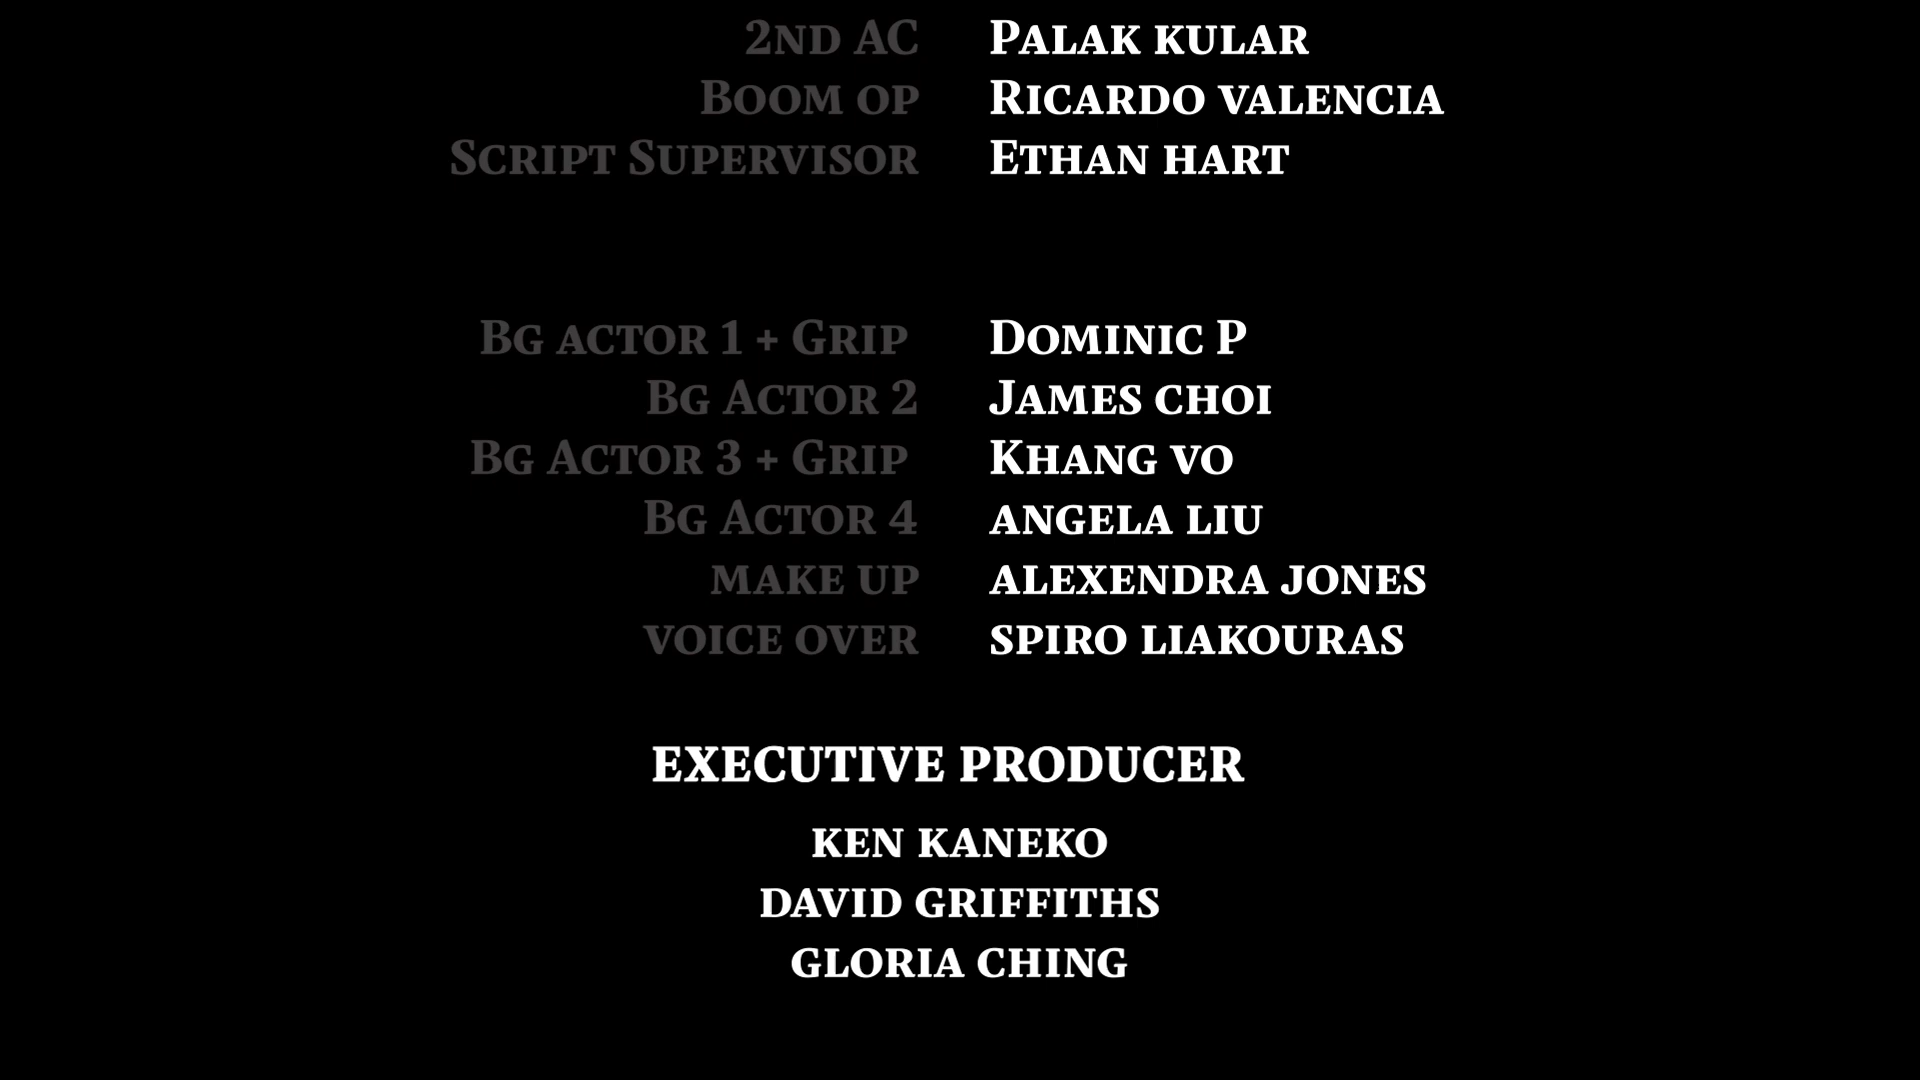 2nd AC Palak kular
Boom op Ricardo valencia
Script Supervisor Ethan hart
Bg actor 1 + Grip Dominic P
Bg Actor 2 James choi
Bg Actor 3 + Grip Khang vo
Bg Actor 4 angela liu
make up alexendra jones
voice over spiro liakouras
EXECUTIVE PRODUCER
ken kaneko
david griffiths
gloria ching